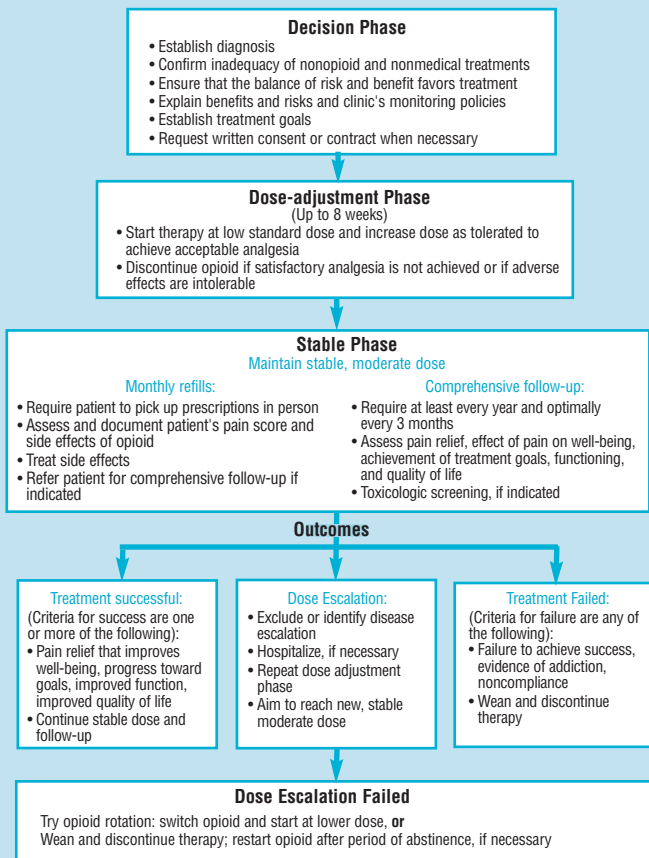 Decision Phase
• Establish diagnosis
• Confirm inadequacy of nonopioid and nonmedical treatments
• Ensure that the balance of risk and benefit favors treatment
• Explain benefits and risks and clinic's monitoring policies
• Establish treatment goals
• Request written consent or contract when necessary
Dose-adjustment Phase
(Up to 8 weeks)
• Start therapy at low standard dose and increase dose as tolerated to
achieve acceptable analgesia
• Discontinue opioid if satisfactory analgesia is not achieved or if adverse
effects are intolerable
Stable Phase
Maintain stable, moderate dose
Monthly refills:
• Require patient to pick up prescriptions in person
• Assess and document patient's pain score and
side effects of opioid
• Treat side effects
• Refer patient for comprehensive follow-up if
indicated
Comprehensive follow-up:
• Require at least every year and optimally
every 3 months
• Assess pain relief, effect of pain on well-being,
achievement of treatment goals, functioning,
and quality of life
• Toxicologic screening, if indicated
Outcomes
Treatment successful:
(Criteria for success are one
or more of the following):
• Pain relief that improves
well-being, progress toward
goals, improved function,
improved quality of life
• Continue stable dose and
follow-up
Dose Escalation:
• Exclude or identify disease
escalation
• Hospitalize, if necessary
• Repeat dose adjustment
phase
• Aim to reach new, stable
moderate dose
Treatment Failed:
(Criteria for failure are any of
the following):
• Failure to achieve success,
evidence of addiction,
noncompliance
• Wean and discontinue
therapy
Dose Escalation Failed
Try opioid rotation: switch opioid and start at lower dose, or
Wean and discontinue therapy; restart opioid after period of abstinence, if necessary